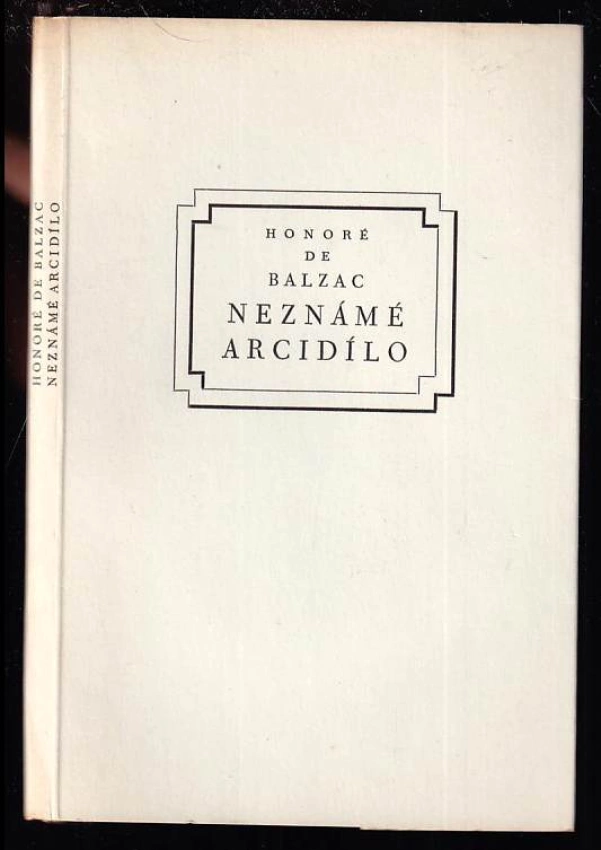 HONORÉ
DE
BALZAC
NEZNÁMÉ
ARCIDÍLO
HONORÉ DE BALZAC
NEZNÁMÉ ARCIDÍLO